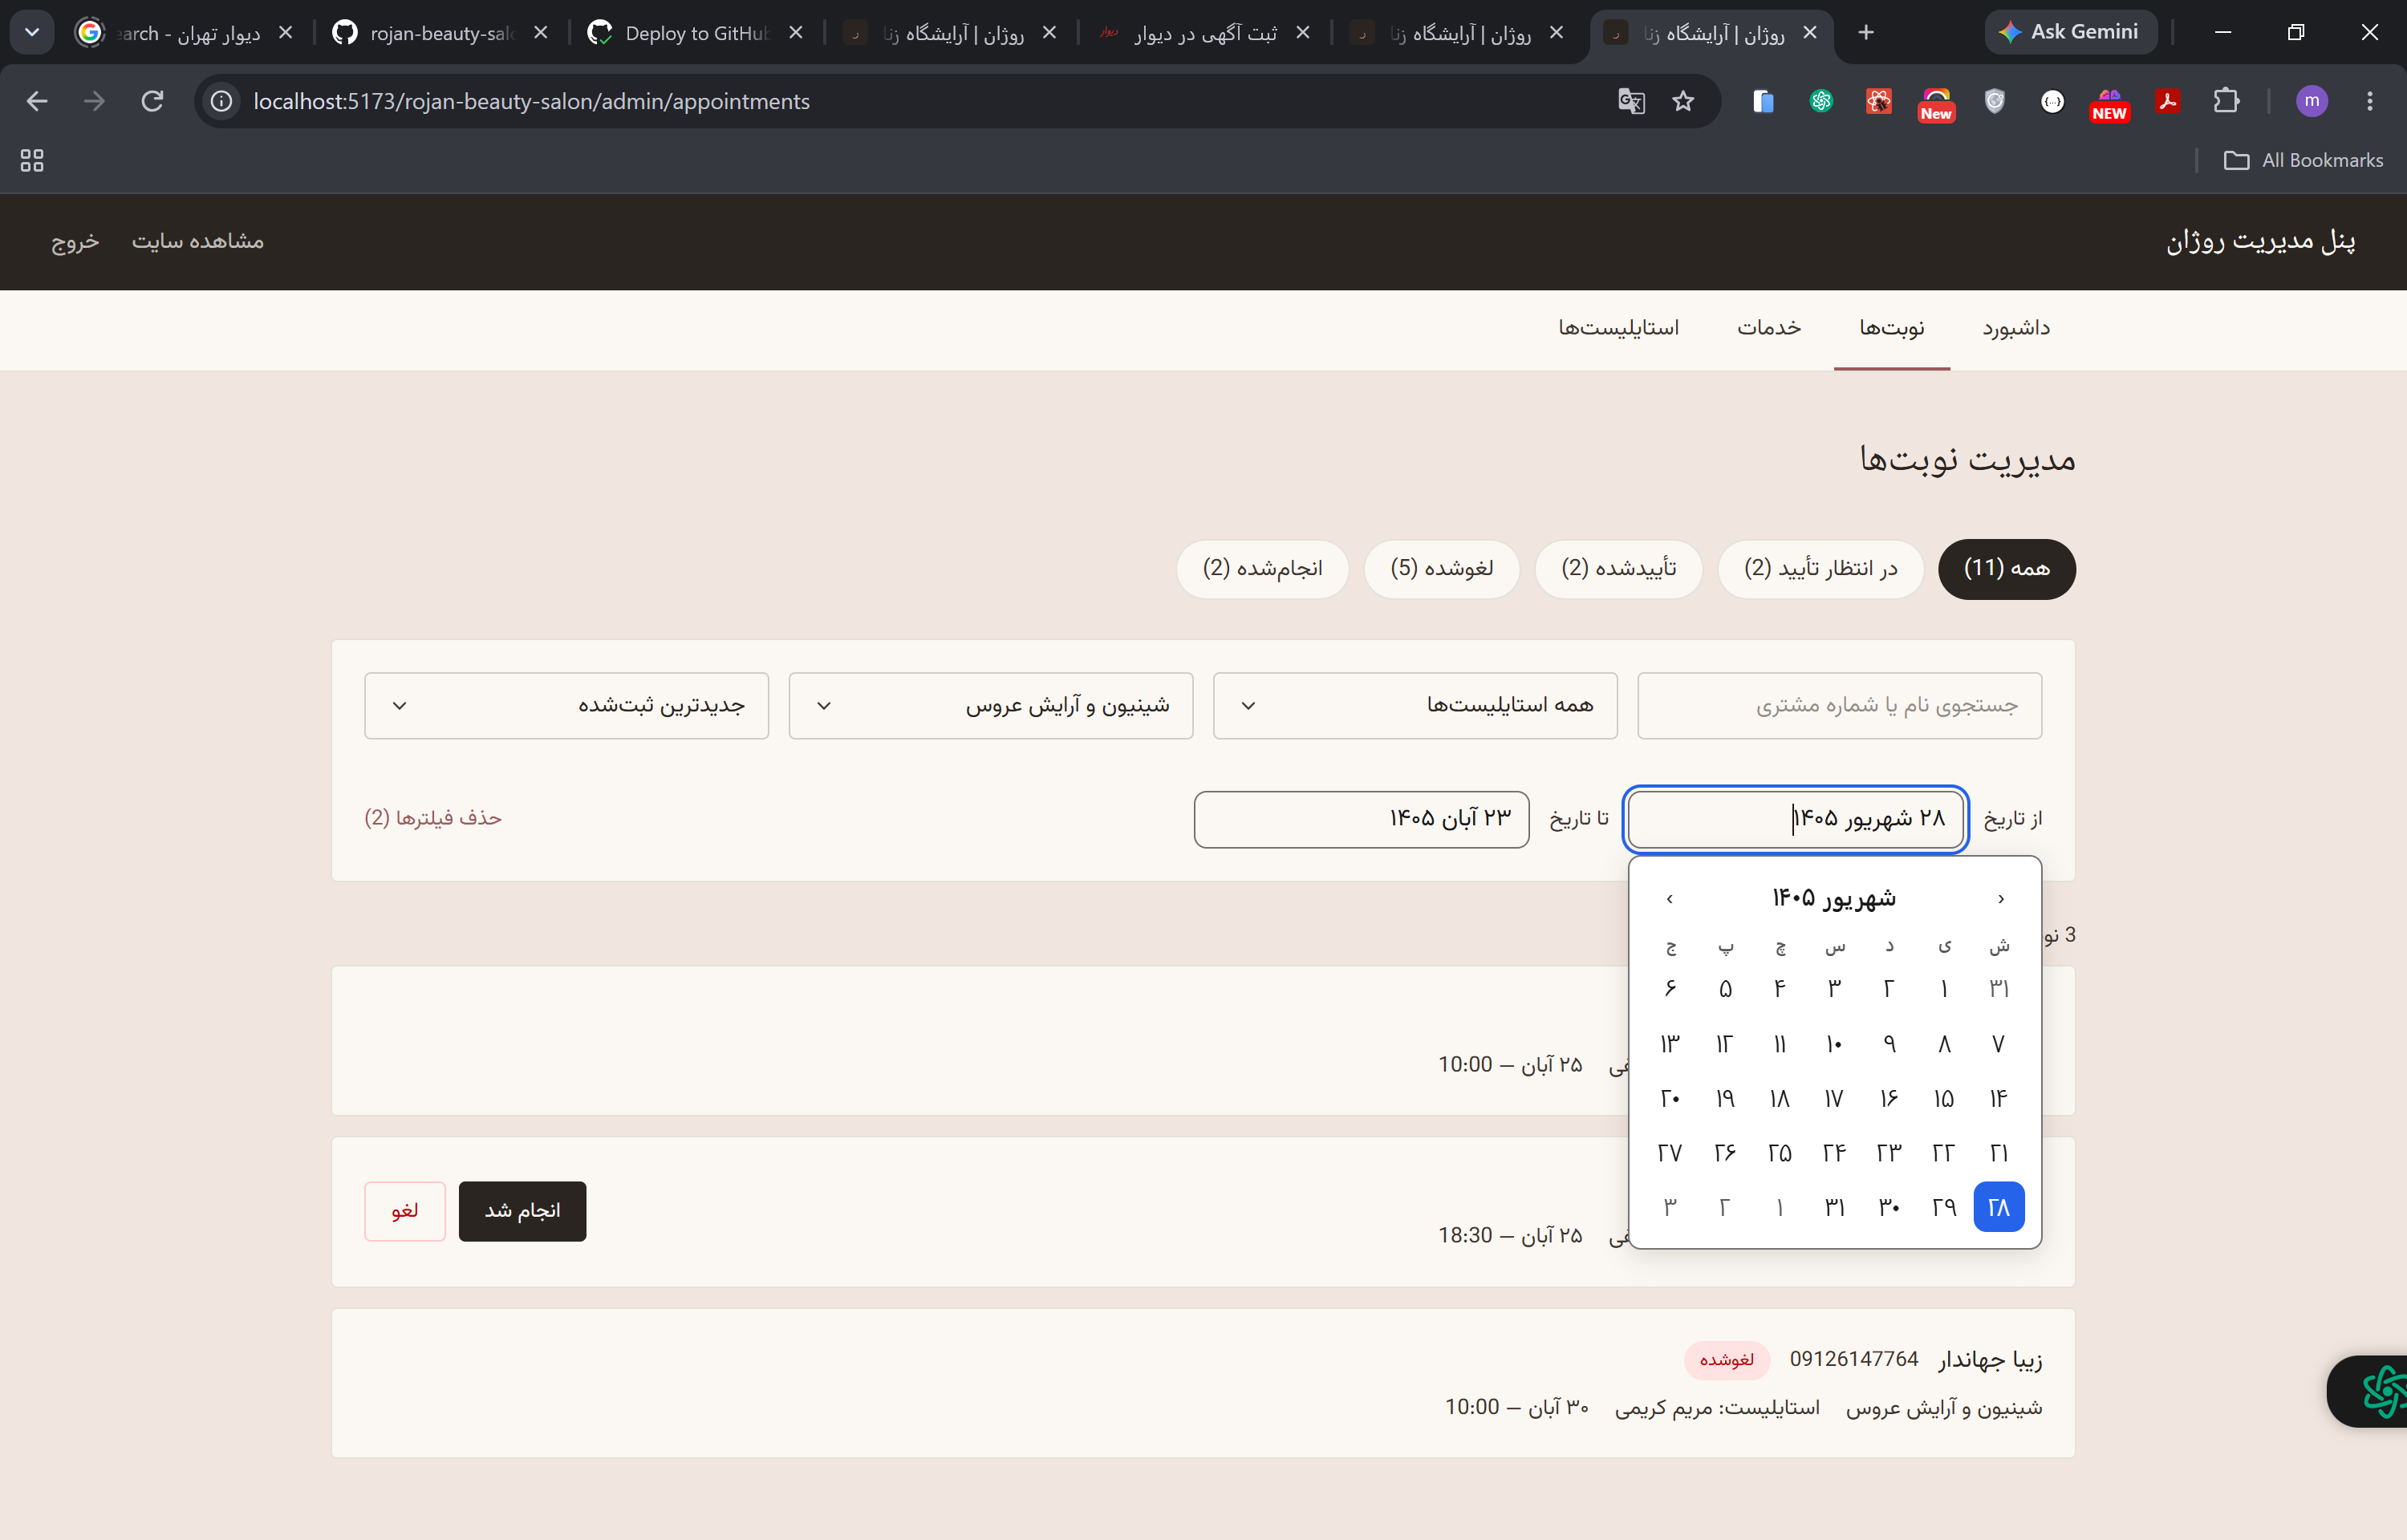 earch - دیوار تهران
rojan-beauty-sal
Deploy to GitHub
روژان | آرایشگاه زنا
ثبت آگهی در دیوار
روژان | آرایشگاه زنا
روژان | آرایشگاه زنا
Ask Gemini
localhost:5173/rojan-beauty-salon/admin/appointments
New
NEW
m
All Bookmarks
پنل مدیریت روژان
مشاهده سایت
خروج
داشبورد
نوبت‌ها
خدمات
استایلیست‌ها
مدیریت نوبت‌ها
همه (11)
در انتظار تأیید (2)
تأییدشده (2)
لغوشده (5)
انجام‌شده (2)
جستجوی نام یا شماره مشتری
همه استایلیست‌ها
شینیون و آرایش عروس
جدیدترین ثبت‌شده
از تاریخ
۲۸ شهریور ۱۴۰۵
تا تاریخ
۲۳ آبان ۱۴۰۵
حذف فیلترها (2)
شهریور ۱۴۰۵
ش ی د س چ پ ج
۳۱ ۱ ۲ ۳ ۴ ۵ ۶
۷ ۸ ۹ ۱۰ ۱۱ ۱۲ ۱۳
۱۴ ۱۵ ۱۶ ۱۷ ۱۸ ۱۹ ۲۰
۲۱ ۲۲ ۲۳ ۲۴ ۲۵ ۲۶ ۲۷
۲۸ ۲۹ ۳۰ ۳۱ ۱ ۲ ۳
3 نو
فی
۲۵ آبان — 10:00
فی
۲۵ آبان — 18:30
انجام شد
لغو
زیبا جهاندار
09126147764
لغوشده
شینیون و آرایش عروس
استایلیست: مریم کریمی
۳۰ آبان — 10:00